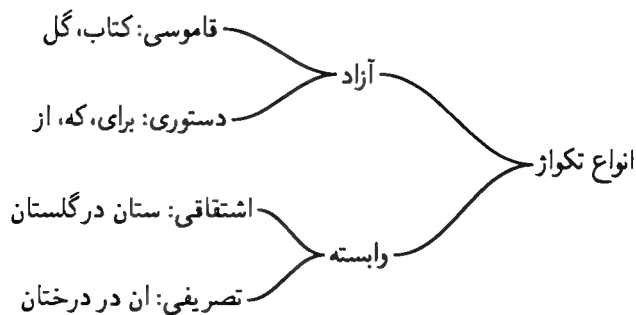 انواع تکواژ
آزاد
قاموسی: کتاب، گل
دستوری: برای، که، از
وابسته
اشتقاقی: ستان در گلستان
تصریفی: ان در درختان